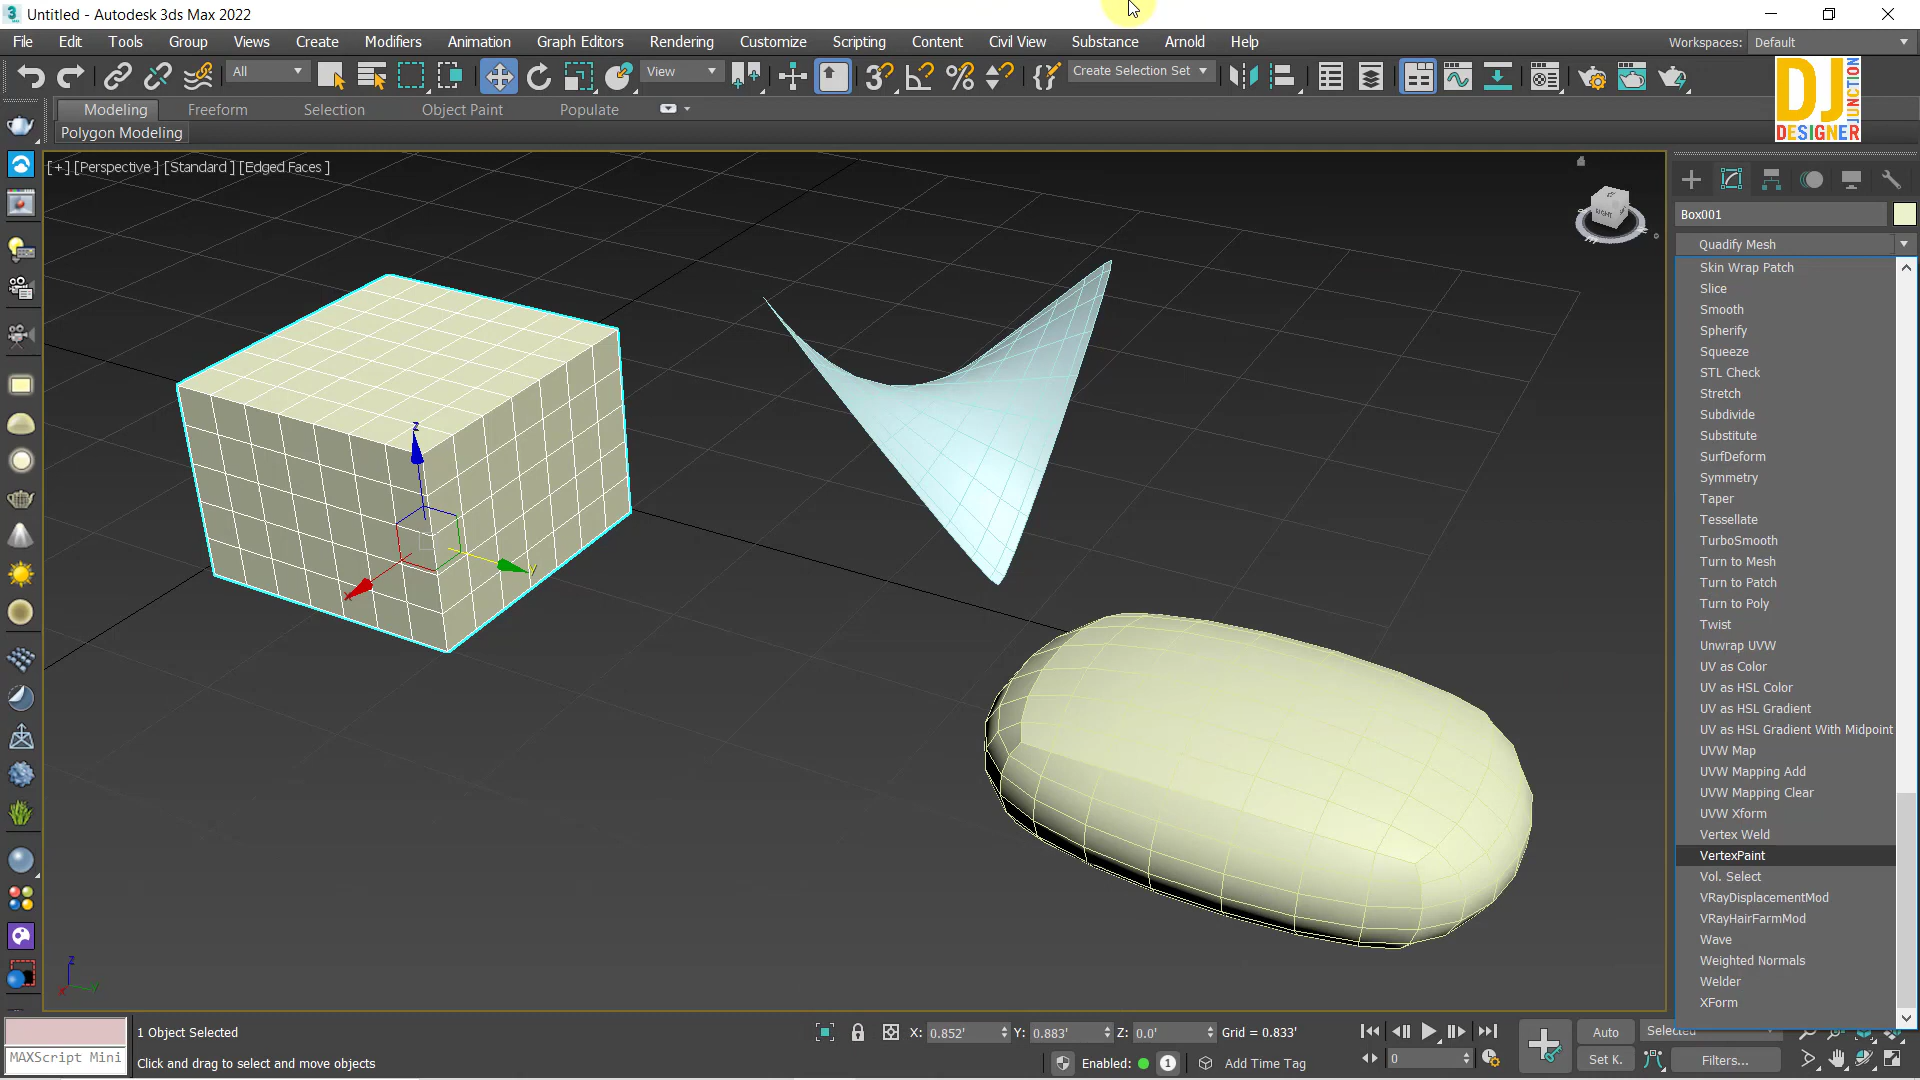 Untitled - Autodesk 3ds Max 2022
File Edit Tools Group Views Create Modifiers Animation Graph Editors Rendering Customize Scripting Content Civil View Substance Arnold Help Workspaces: Default
All View Create Selection Set
DJ JUNCTION
DESIGNER
Modeling Freeform Selection Object Paint Populate
Polygon Modeling
[+] [Perspective ] [Standard ] [Edged Faces ]
RIGHT
Box001
Quadify Mesh
Skin Wrap Patch
Slice
Smooth
Spherify
Squeeze
STL Check
Stretch
Subdivide
Substitute
SurfDeform
Symmetry
Taper
Tessellate
TurboSmooth
Turn to Mesh
Turn to Patch
Turn to Poly
Twist
Unwrap UVW
UV as Color
UV as HSL Color
UV as HSL Gradient
UV as HSL Gradient With Midpoint
UVW Map
UVW Mapping Add
UVW Mapping Clear
UVW Xform
Vertex Weld
VertexPaint
Vol. Select
VRayDisplacementMod
VRayHairFarmMod
Wave
Weighted Normals
Welder
XForm
z
x
y
z
x
y
1 Object Selected X: 0.852' Y: 0.883' Z: 0.0' Grid = 0.833' Auto Selected
MAXScript Mini Click and drag to select and move objects Enabled: 1 Add Time Tag 0 Set K. Filters...